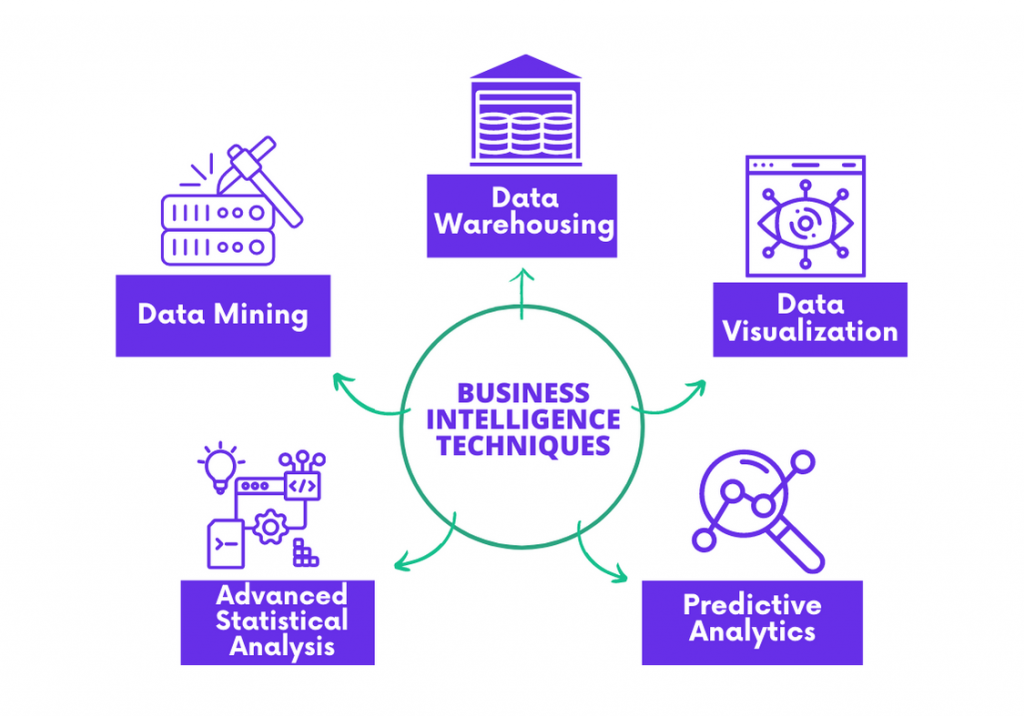 Data
Warehousing
Data Mining
Data
Visualization
BUSINESS
INTELLIGENCE
TECHNIQUES
Advanced
Statistical
Analysis
Predictive
Analytics